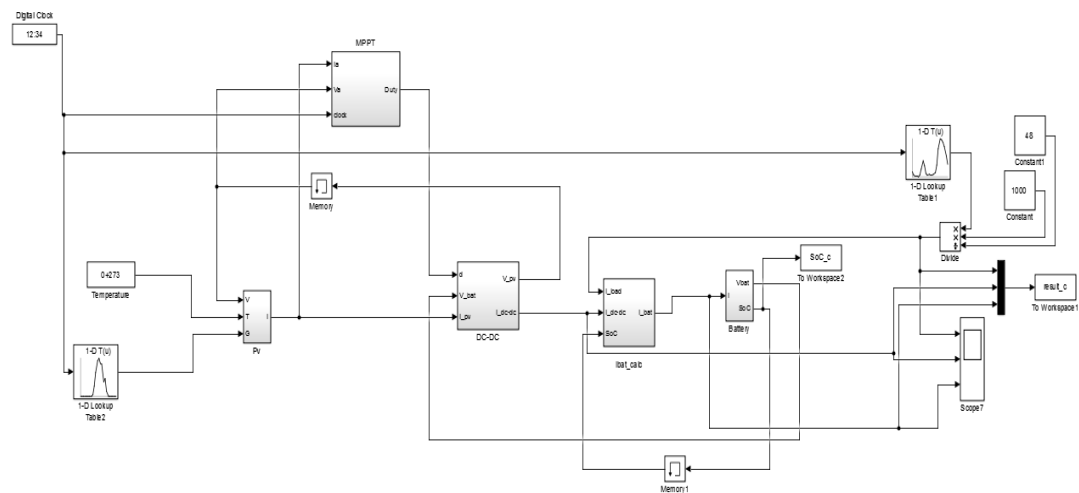 Digital Clock
12:34
MPPT
Ia
Va
clock
Duty
1-D T(u)
1-D Lookup
Table1
48
Constant1
1000
Constant
Divide
Memory
0+273
Temperature
V
T
G
I
Pv
1-D T(u)
1-D Lookup
Table2
d
V_bat
I_pv
V_pv
I_dc-dc
DC-DC
I_load
I_dc-dc
SoC
I_bat
Ibat_calc
I
Vbat
SoC
Battery
SoC_c
To Workspace2
result_c
To Workspace1
Scope7
Memory1